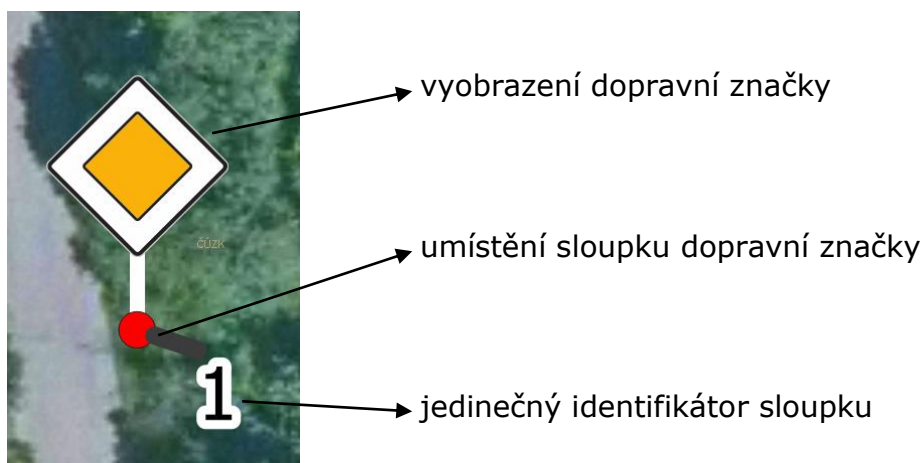 vyobrazení dopravní značky
ČÚZK
umístění sloupku dopravní značky
1
jedinečný identifikátor sloupku